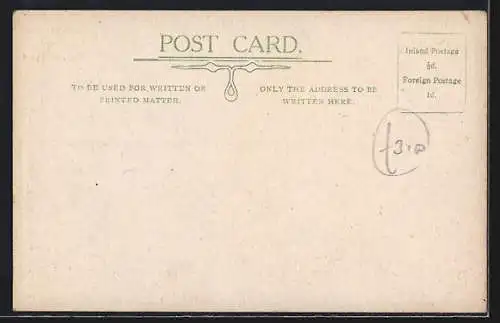 POST CARD.
TO BE USED FOR WRITTEN OR
PRINTED MATTER.
ONLY THE ADDRESS TO BE
WRITTEN HERE.
Inland Postage
½d.
Foreign Postage
1d.